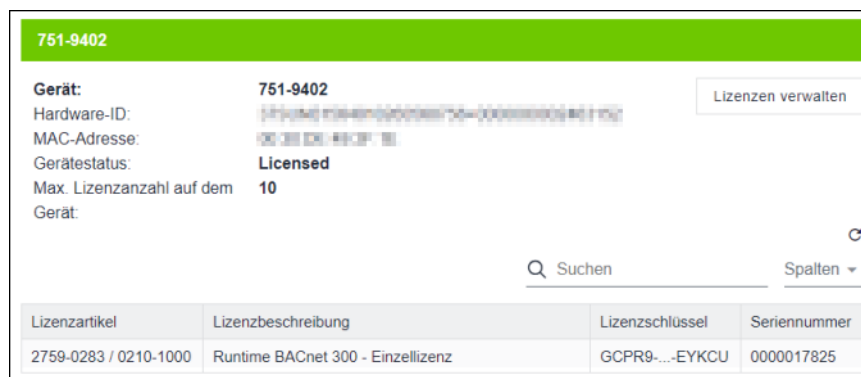 751-9402
Gerät: 751-9402
Lizenzen verwalten
Hardware-ID:
MAC-Adresse:
Gerätestatus: Licensed
Max. Lizenzanzahl auf dem 10
Gerät:
Suchen
Spalten
Lizenzartikel Lizenzbeschreibung Lizenzschlüssel Seriennummer
2759-0283 / 0210-1000 Runtime BACnet 300 - Einzellizenz GCPR9-...-EYKCU 0000017825